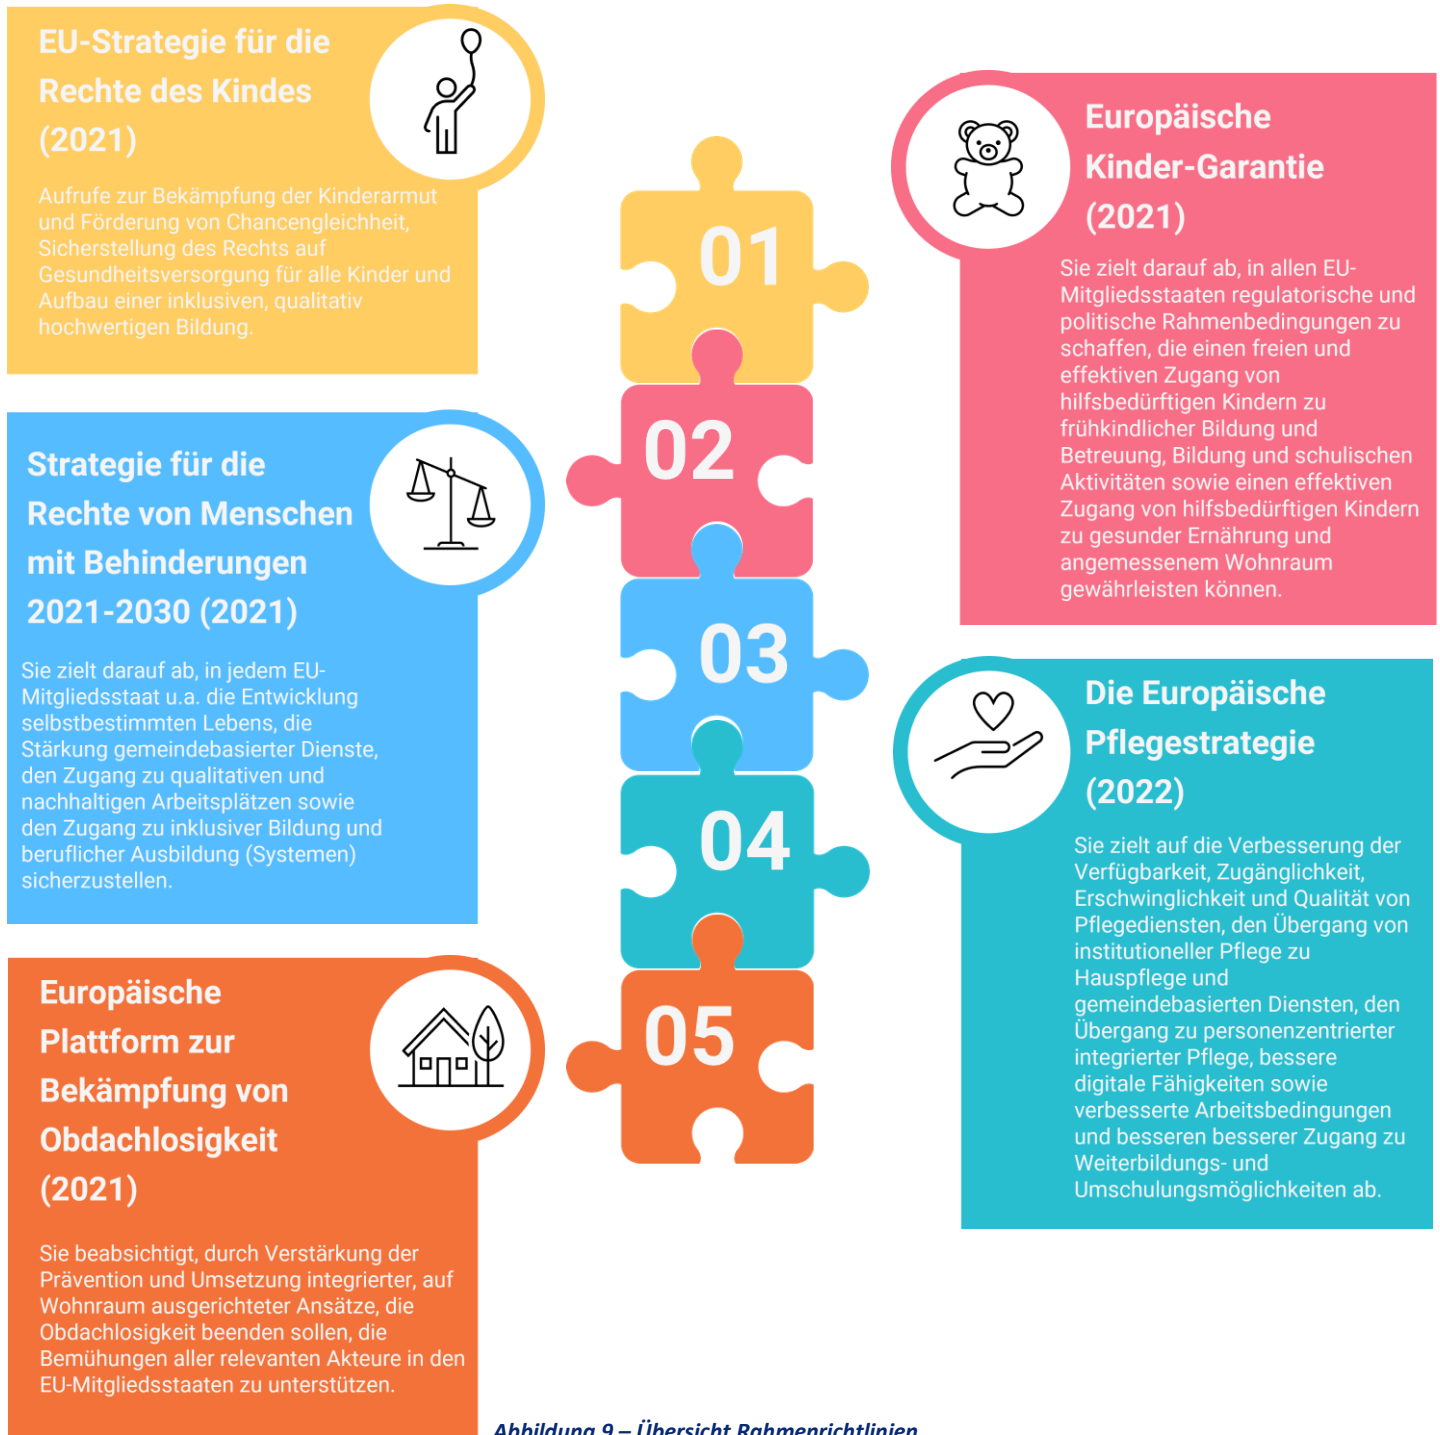 EU-Strategie für die
Rechte des Kindes
(2021)
Aufrufe zur Bekämpfung der Kinderarmut
und Förderung von Chancengleichheit,
Sicherstellung des Rechts auf
Gesundheitsversorgung für alle Kinder und
Aufbau einer inklusiven, qualitativ
hochwertigen Bildung.
01
Europäische
Kinder-Garantie
(2021)
Sie zielt darauf ab, in allen EU-
Mitgliedsstaaten regulatorische und
politische Rahmenbedingungen zu
schaffen, die einen freien und
effektiven Zugang von
hilfsbedürftigen Kindern zu
frühkindlicher Bildung und
Betreuung, Bildung und schulischen
Aktivitäten sowie einen effektiven
Zugang von hilfsbedürftigen Kindern
zu gesunder Ernährung und
angemessenem Wohnraum
gewährleisten können.
02
Strategie für die
Rechte von Menschen
mit Behinderungen
2021-2030 (2021)
Sie zielt darauf ab, in jedem EU-
Mitgliedsstaat u.a. die Entwicklung
selbstbestimmten Lebens, die
Stärkung gemeindebasierter Dienste,
den Zugang zu qualitativen und
nachhaltigen Arbeitsplätzen sowie
den Zugang zu inklusiver Bildung und
beruflicher Ausbildung (Systemen)
sicherzustellen.
03
Die Europäische
Pflegestrategie
(2022)
Sie zielt auf die Verbesserung der
Verfügbarkeit, Zugänglichkeit,
Erschwinglichkeit und Qualität von
Pflegediensten, den Übergang von
institutioneller Pflege zu
Hauspflege und
gemeindebasierten Diensten, den
Übergang zu personenzentrierter
integrierter Pflege, bessere
digitale Fähigkeiten sowie
verbesserte Arbeitsbedingungen
und besseren besserer Zugang zu
Weiterbildungs- und
Umschulungsmöglichkeiten ab.
04
Europäische
Plattform zur
Bekämpfung von
Obdachlosigkeit
(2021)
Sie beabsichtigt, durch Verstärkung der
Prävention und Umsetzung integrierter, auf
Wohnraum ausgerichteter Ansätze, die
Obdachlosigkeit beenden sollen, die
Bemühungen aller relevanten Akteure in den
EU-Mitgliedsstaaten zu unterstützen.
05
Abbildung 9 – Übersicht Rahmenrichtlinien